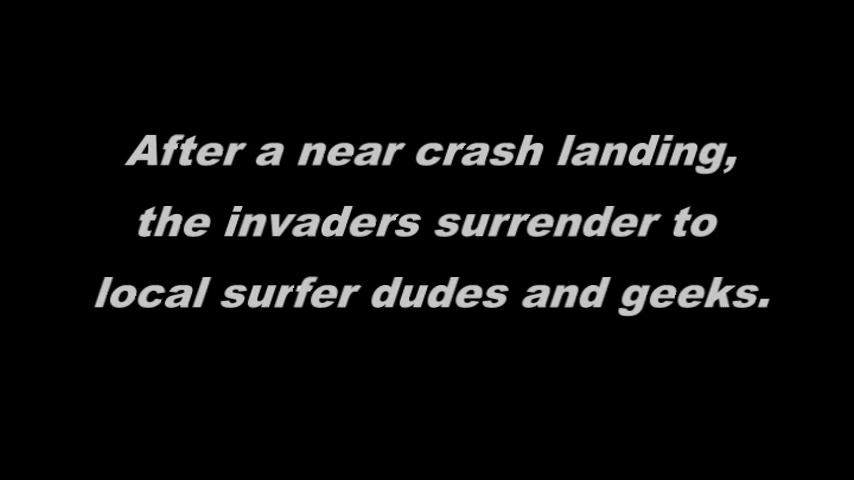 After a near crash landing,
the invaders surrender to
local surfer dudes and geeks.